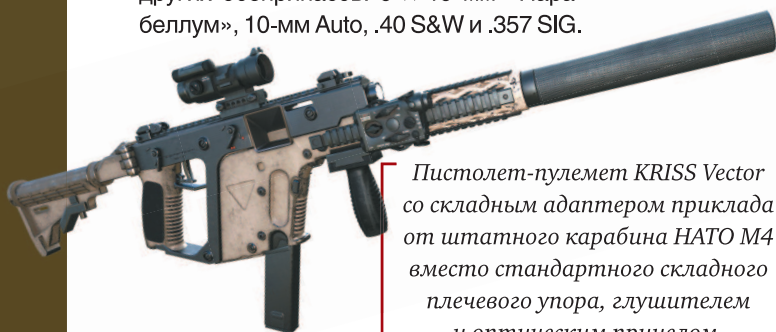 беллум», 10-мм Auto, .40 S&W и .357 SIG.
Пистолет-пулемет KRISS Vector
со складным адаптером приклада
от штатного карабина НАТО M4
вместо стандартного складного
плечевого упора, глушителем
и оптическим прицелом